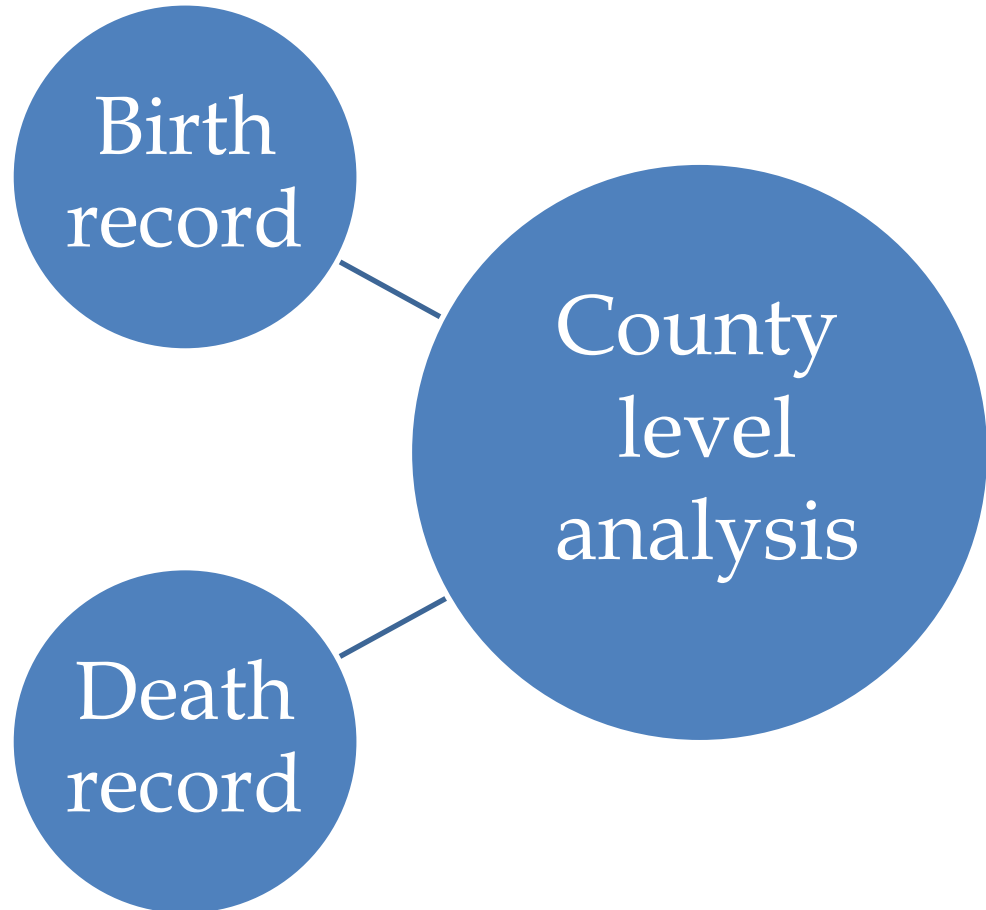 Birth
record
County
level
analysis
Death
record